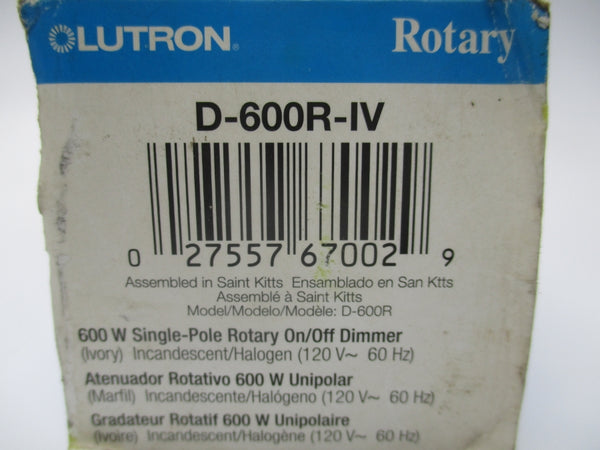 LUTRON® Rotary
D-600R-IV
0 27557 67002 9
Assembled in Saint Kitts Ensamblado en San Ktts
Assemblé à Saint Kitts
Model/Modelo/Modèle: D-600R
600 W Single-Pole Rotary On/Off Dimmer
(Ivory) Incandescent/Halogen (120 V~ 60 Hz)
Atenuador Rotativo 600 W Unipolar
(Marfil) Incandescente/Halógeno (120 V~ 60 Hz)
Gradateur Rotatif 600 W Unipolaire
(Ivoire) Incandescent/Halogène (120 V~ 60 Hz)